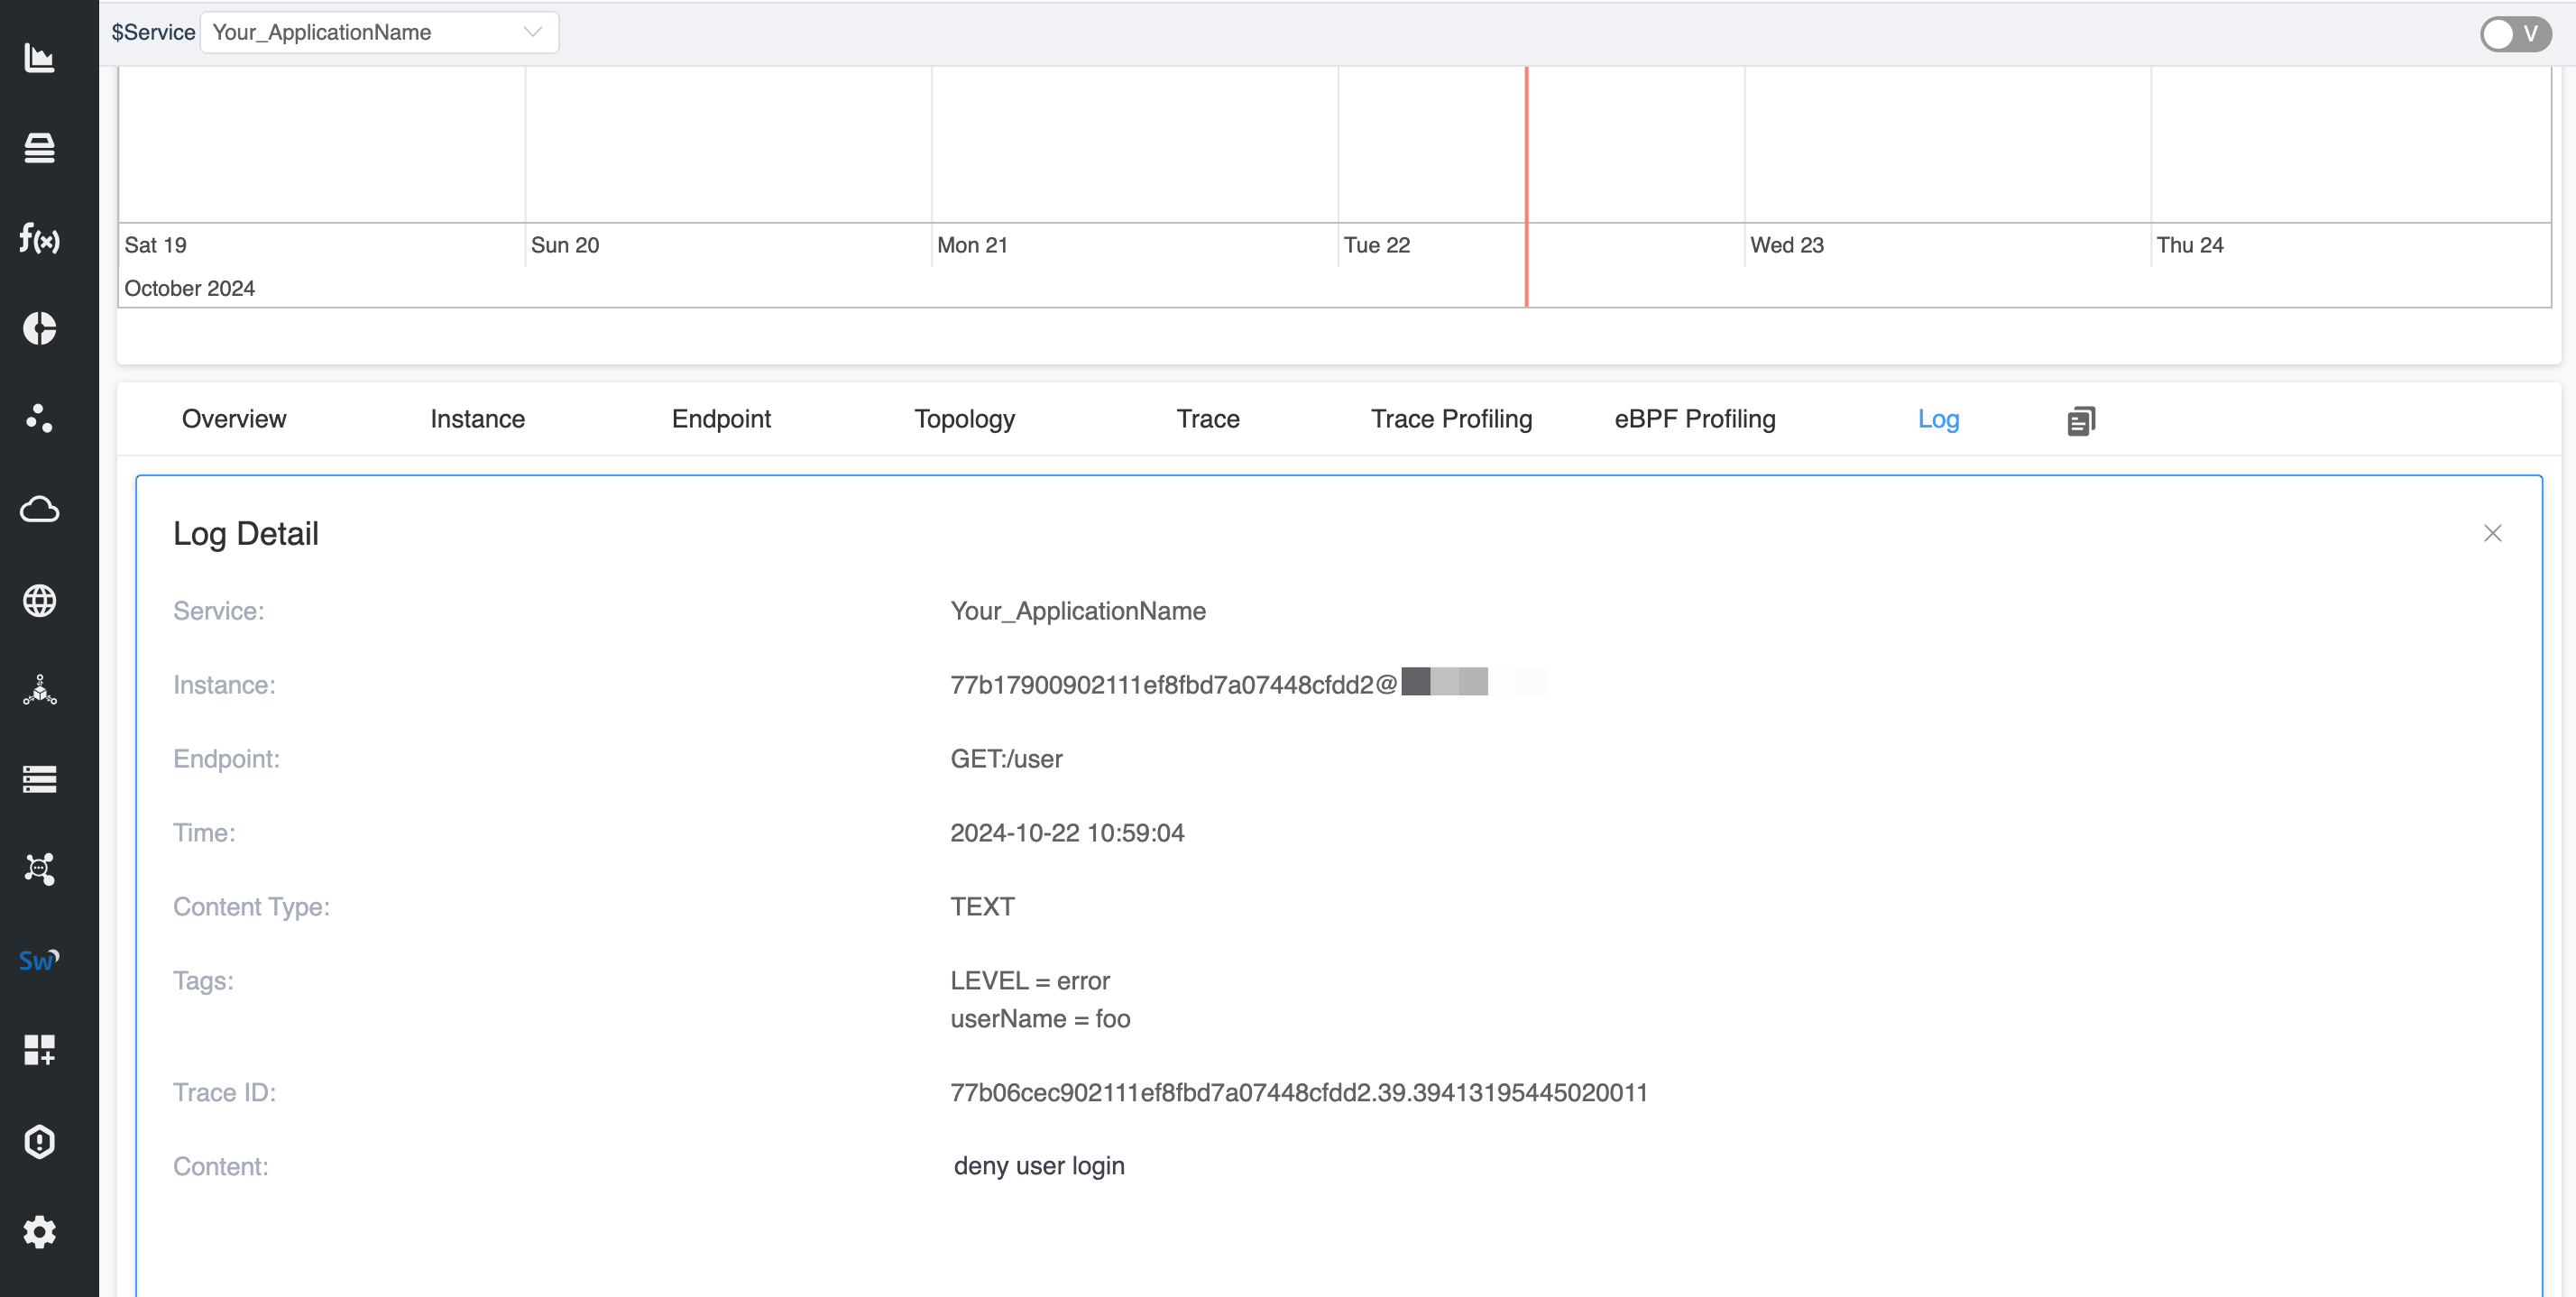 $Service Your_ApplicationName V
f(x)
Sat 19 Sun 20 Mon 21 Tue 22 Wed 23 Thu 24
October 2024
Overview Instance Endpoint Topology Trace Trace Profiling eBPF Profiling Log
Log Detail
Service: Your_ApplicationName
Instance: 77b17900902111ef8fbd7a07448cfdd2@
Endpoint: GET:/user
Time: 2024-10-22 10:59:04
Content Type: TEXT
Sw
Tags: LEVEL = error
userName = foo
Trace ID: 77b06cec902111ef8fbd7a07448cfdd2.39.39413195445020011
Content: deny user login